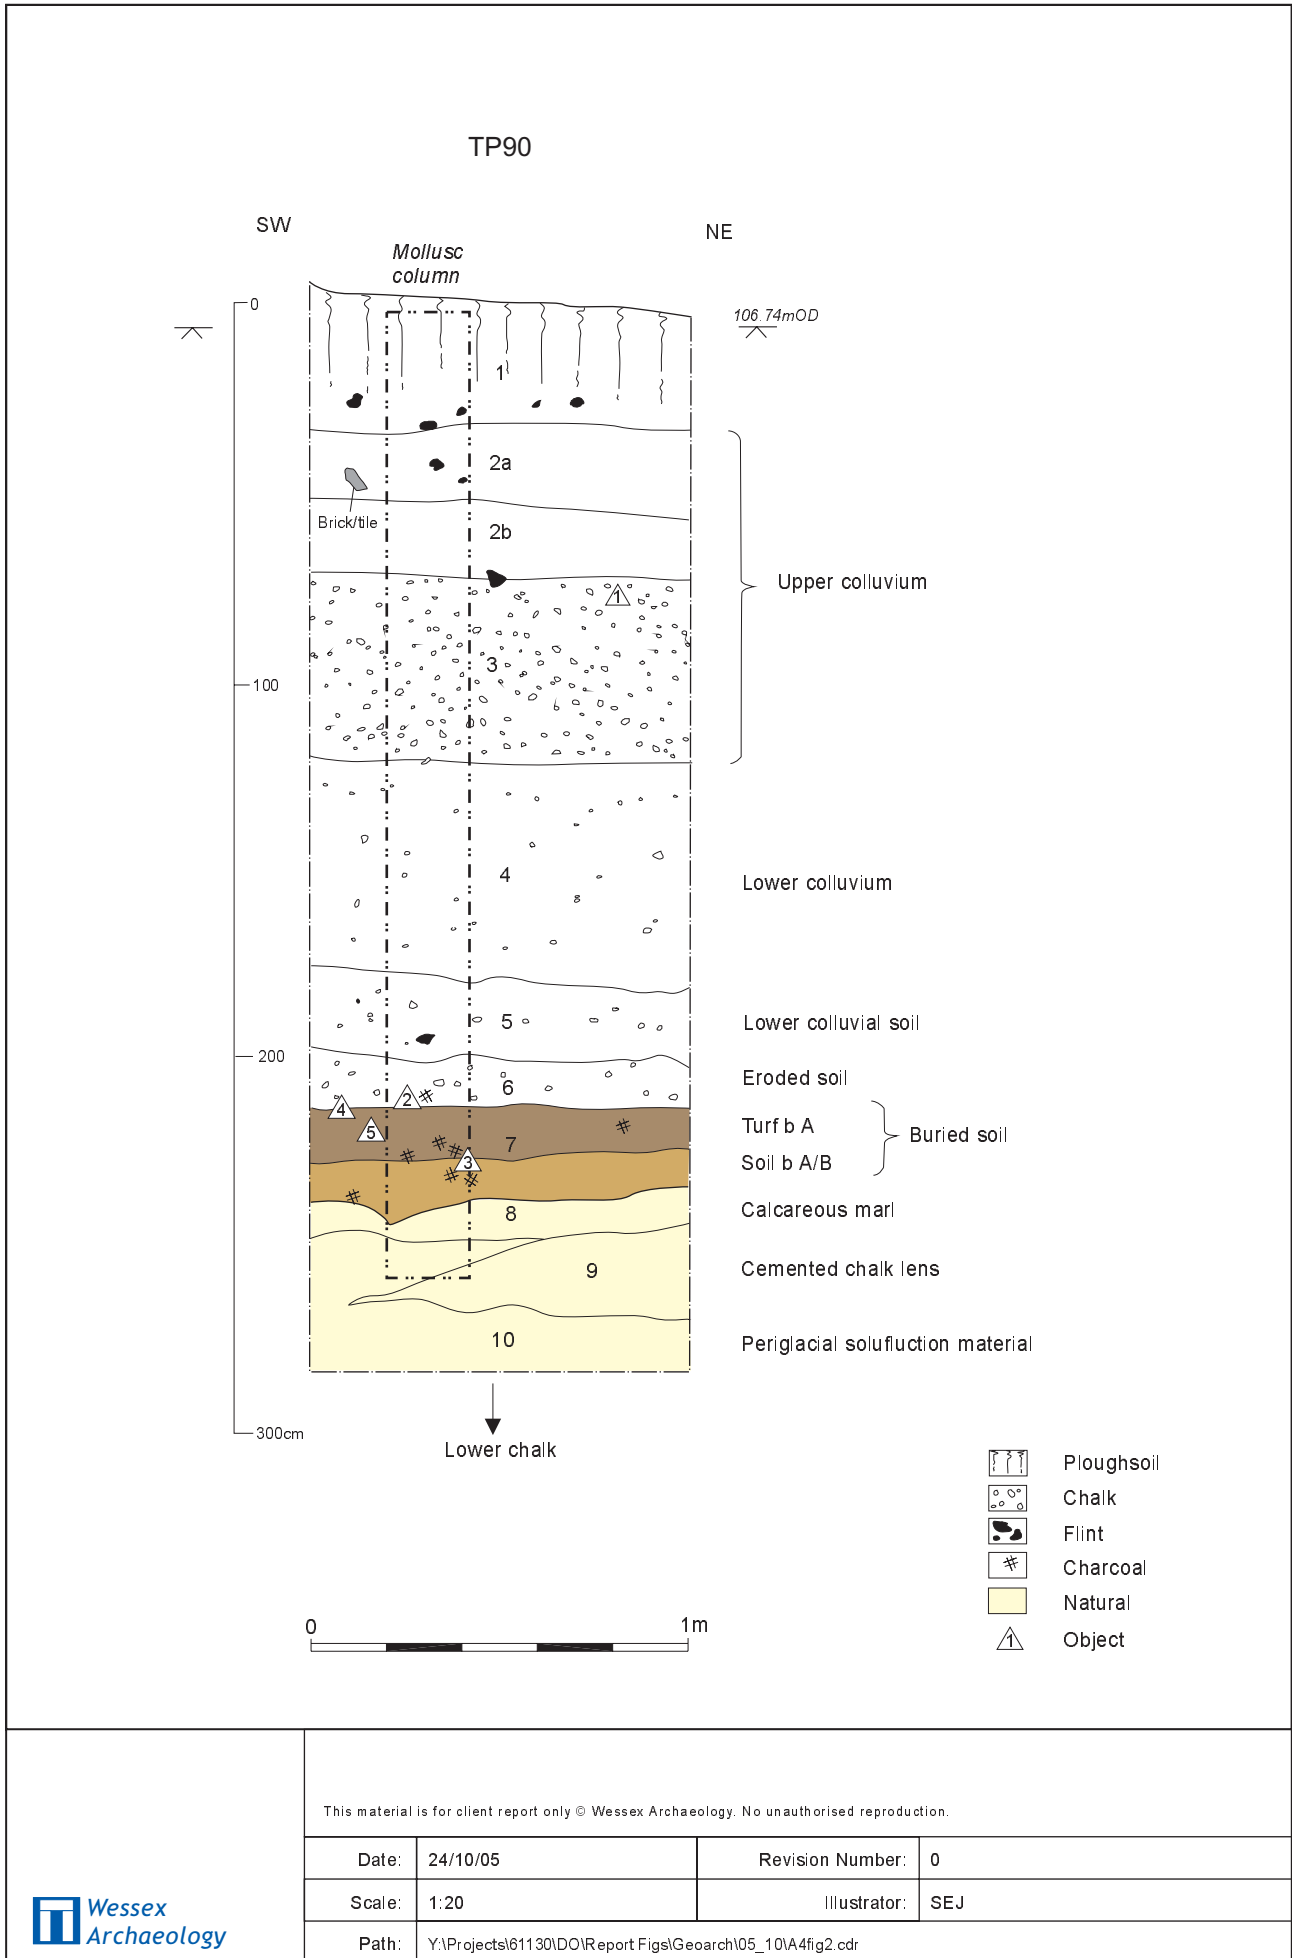 TP90
SW
NE
Mollusc
column
0
106.74mOD
1
2a
Brick/tile
2b
Upper colluvium
1
3
100
4
Lower colluvium
5
Lower colluvial soil
200
6
Eroded soil
2
4
5
7
Turf b A
Buried soil
3
Soil b A/B
8
Calcareous marl
9
Cemented chalk lens
10
Periglacial solufluction material
300cm
Lower chalk
Ploughsoil
Chalk
Flint
Charcoal
Natural
1
Object
0
1m
This material is for client report only © Wessex Archaeology. No unauthorised reproduction.
Date: 24/10/05 Revision Number: 0
Scale: 1:20 Illustrator: SEJ
Path: Y:\Projects\61130\DO\Report Figs\Geoarch\05_10\A4fig2.cdr
Wessex
Archaeology